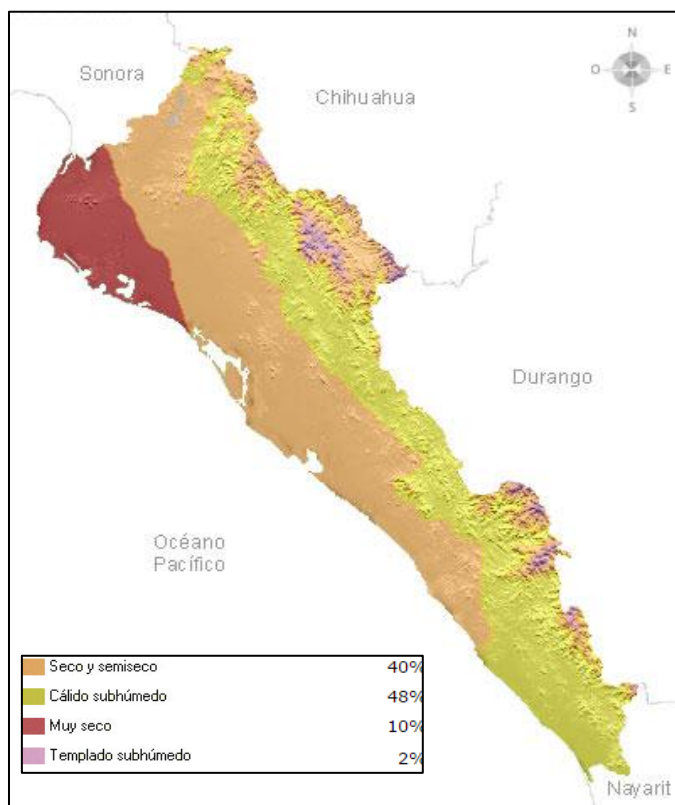 N
Sonora
O
E
Chihuahua
S
Durango
Océano
Pacífico
Seco y semiseco 40%
Cálido subhúmedo 48%
Muy seco 10%
Templado subhúmedo 2%
Nayarit